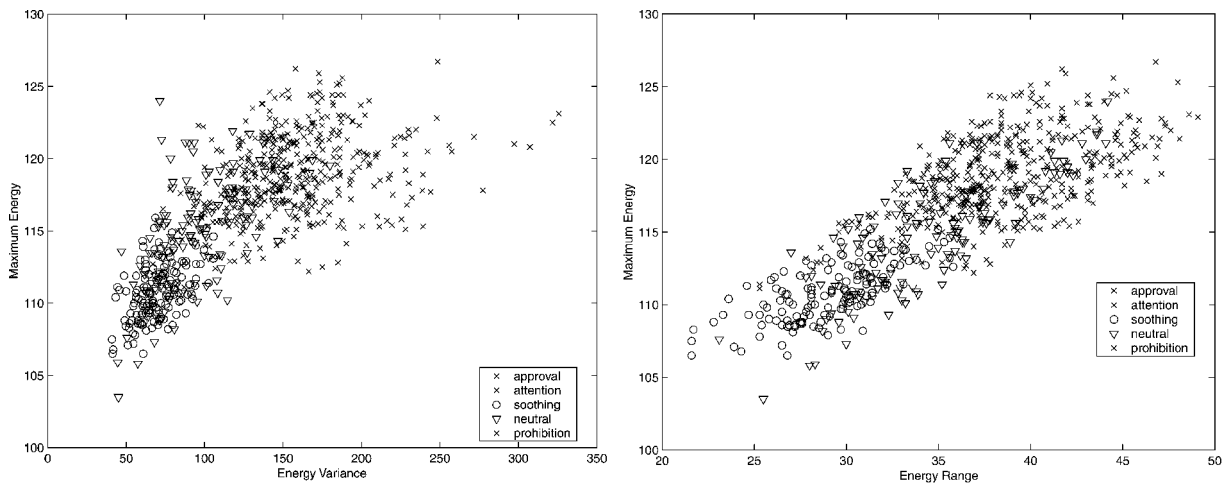 130
125
120
115
110
105
100
Maximum Energy
0 50 100 150 200 250 300 350
Energy Variance
approval
attention
soothing
neutral
prohibition
130
125
120
115
110
105
100
Maximum Energy
20 25 30 35 40 45 50
Energy Range
approval
attention
soothing
neutral
prohibition